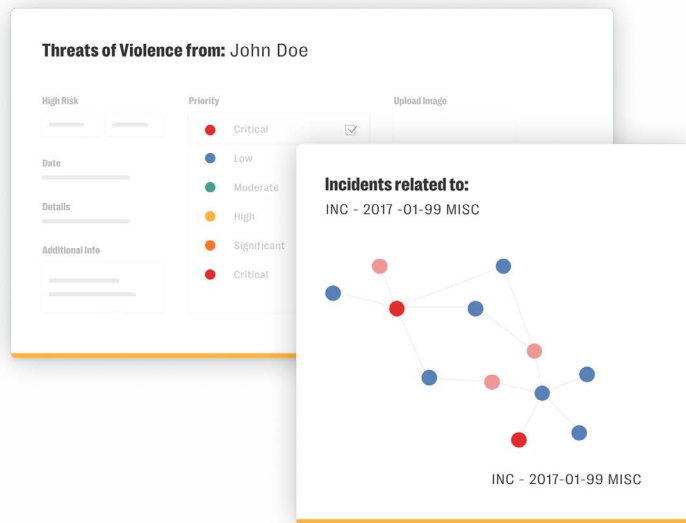 Threats of Violence from: John Doe
High Risk
Priority
Upload Image
Critical
Low
Date
Moderate
Details
High
Additional Info
Significant
Critical
Incidents related to:
INC - 2017 -01-99 MISC
INC - 2017-01-99 MISC